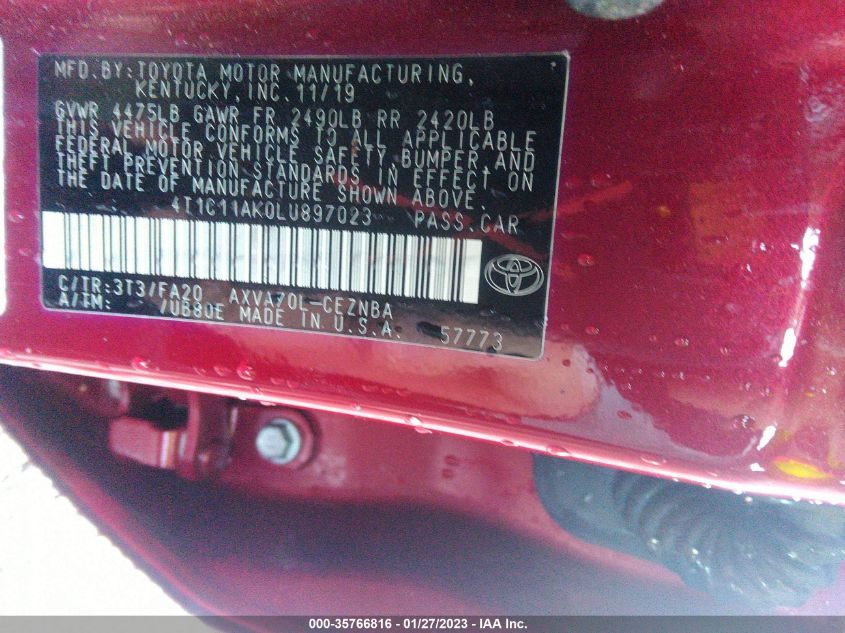 MFD.BY:TOYOTA MOTOR MANUFACTURING,
KENTUCKY,INC. 11/19
GVWR 4475LB GAWR FR 2490LB RR 2420LB
THIS VEHICLE CONFORMS TO ALL APPLICABLE
FEDERAL MOTOR VEHICLE SAFETY, BUMPER,AND
THEFT PREVENTION STANDARDS IN EFFECT ON
THE DATE OF MANUFACTURE SHOWN ABOVE.
4T1C11AK0LU897023 PASS.CAR
C/TR:3T3/FA20 AXVA70L-CEZNBA
A/TM: /UB80E MADE IN U.S.A. 57773
000-35766816 - 01/27/2023 - IAA Inc.